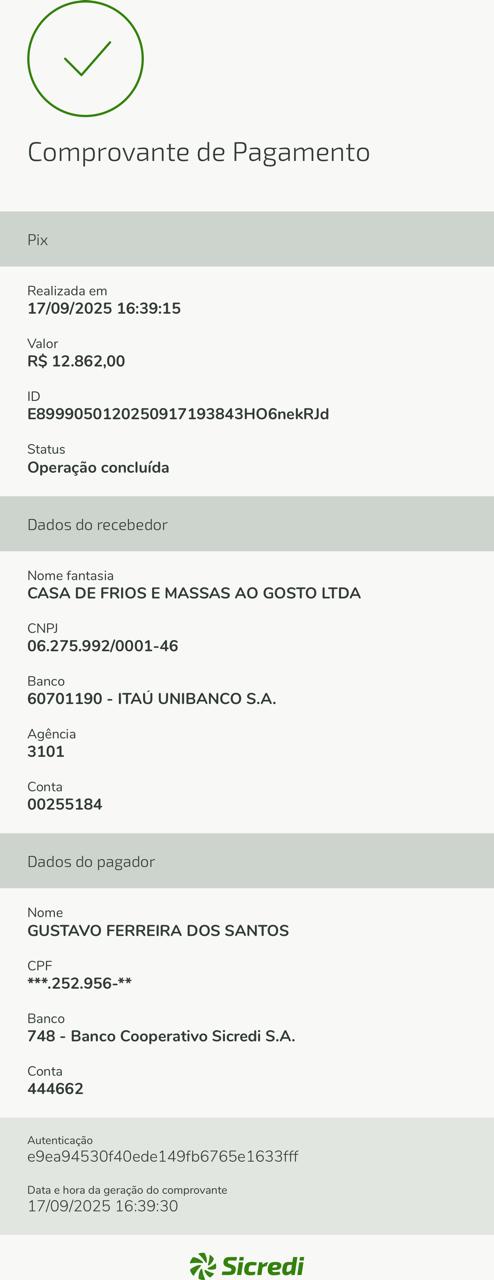 Comprovante de Pagamento
Pix
Realizada em
17/09/2025 16:39:15
Valor
R$ 12.862,00
ID
E8999050120250917193843HO6nekRJd
Status
Operação concluída
Dados do recebedor
Nome fantasia
CASA DE FRIOS E MASSAS AO GOSTO LTDA
CNPJ
06.275.992/0001-46
Banco
60701190 - ITAÚ UNIBANCO S.A.
Agência
3101
Conta
00255184
Dados do pagador
Nome
GUSTAVO FERREIRA DOS SANTOS
CPF
***.252.956-**
Banco
748 - Banco Cooperativo Sicredi S.A.
Conta
444662
Autenticação
e9ea94530f40ede149fb6765e1633fff
Data e hora da geração do comprovante
17/09/2025 16:39:30
Sicredi